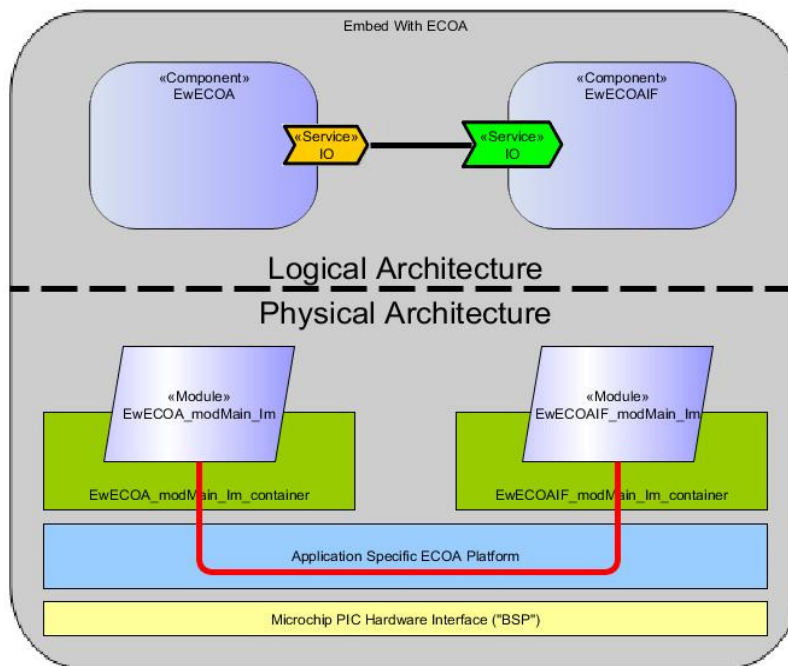 Embed With ECOA
«Component»
EwECOA
«Component»
EwECOAIF
«Service»
IO
«Service»
IO
Logical Architecture
Physical Architecture
«Module»
EwECOA_modMain_Im
«Module»
EwECOAIF_modMain_Im
EwECOA_modMain_Im_container
EwECOAIF_modMain_Im_container
Application Specific ECOA Platform
Microchip PIC Hardware Interface ("BSP")